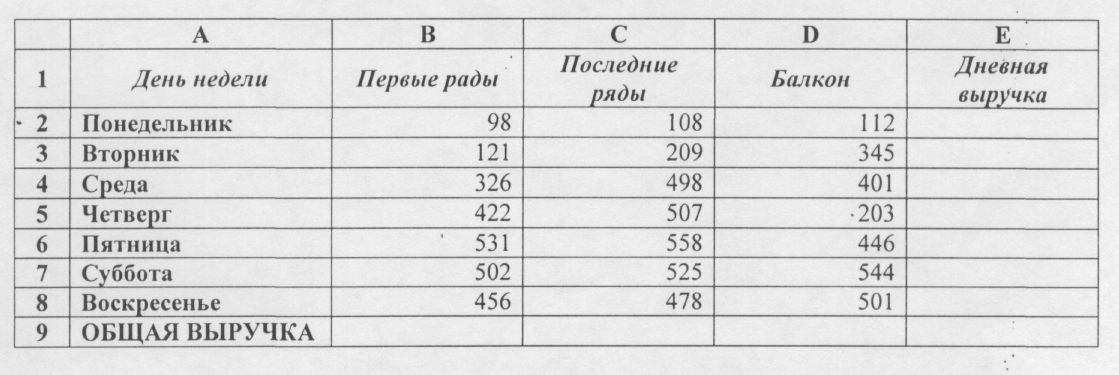 A B C D E
1 День недели Первые рады Последние ряды Балкон Дневная выручка
2 Понедельник 98 108 112
3 Вторник 121 209 345
4 Среда 326 498 401
5 Четверг 422 507 203
6 Пятница 531 558 446
7 Суббота 502 525 544
8 Воскресенье 456 478 501
9 ОБЩАЯ ВЫРУЧКА